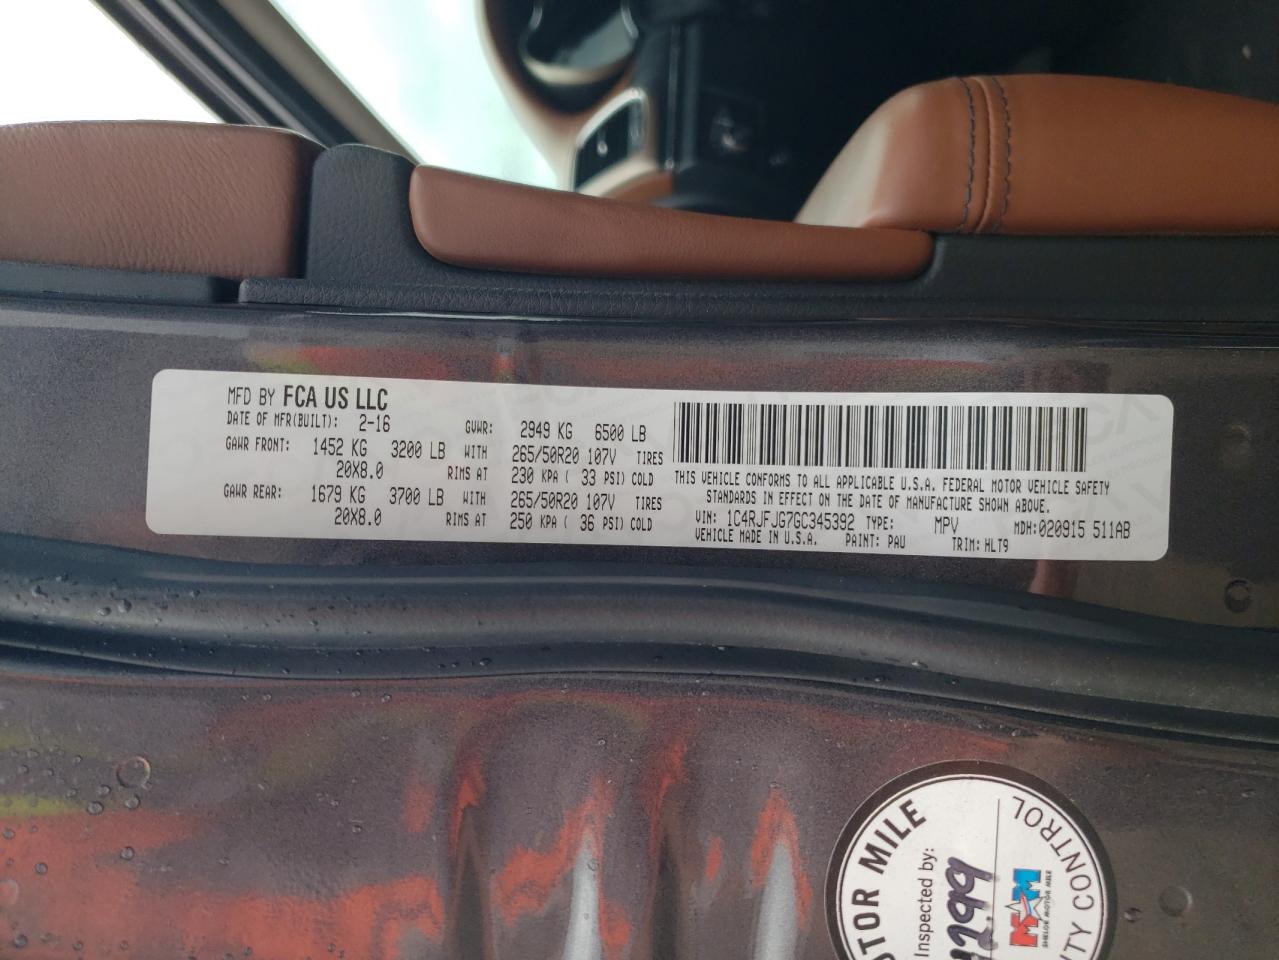 MFD BY FCA US LLC
DATE OF MFR(BUILT): 2-16 GVWR: 2949 KG 6500 LB
GAWR FRONT: 1452 KG 3200 LB WITH 265/50R20 107V TIRES
20X8.0 RIMS AT 230 KPA ( 33 PSI) COLD
GAWR REAR: 1679 KG 3700 LB WITH 265/50R20 107V TIRES
20X8.0 RIMS AT 250 KPA ( 36 PSI) COLD
THIS VEHICLE CONFORMS TO ALL APPLICABLE U.S.A. FEDERAL MOTOR VEHICLE SAFETY
STANDARDS IN EFFECT ON THE DATE OF MANUFACTURE SHOWN ABOVE.
VIN: 1C4RJFJG7GC345392 TYPE: MPV MDH:020915 511AB
VEHICLE MADE IN U.S.A. PAINT: PAU TRIM: HLT9
MOTOR MILE
Inspected by:
299
M M
SHELOR MOTOR MILE
CONTROL